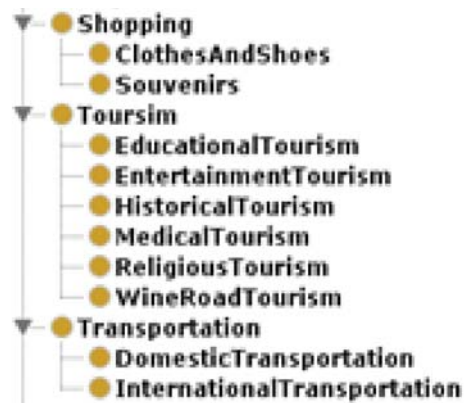 Shopping
ClothesAndShoes
Souvenirs
Toursim
EducationalTourism
EntertainmentTourism
HistoricalTourism
MedicalTourism
ReligiousTourism
WineRoadTourism
Transportation
DomesticTransportation
InternationalTransportation